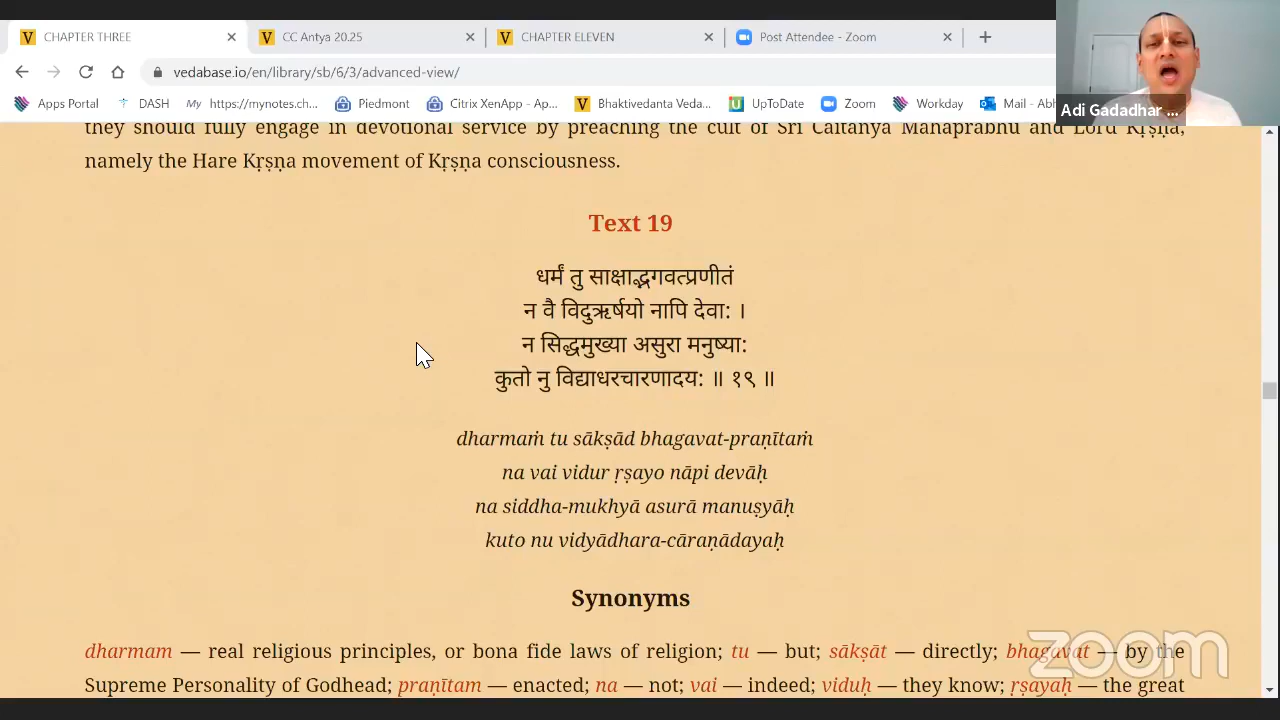 CHAPTER THREE
CC Antya 20.25
CHAPTER ELEVEN
Post Attendee - Zoom
vedabase.io/en/library/sb/6/3/advanced-view/
Apps Portal DASH My https://mynotes.ch... Piedmont Citrix XenApp - Ap... Bhaktivedanta Veda... UpToDate Zoom Workday Mail - Abh
Adi Gadadhar ...
they should fully engage in devotional service by preaching the cult of Śrī Caitanya Mahāprabhu and Lord Kṛṣṇa,
namely the Hare Kṛṣṇa movement of Kṛṣṇa consciousness.
Text 19
धर्मं तु साक्षाद्भगवत्प्रणीतं
न वै विदुऋर्षयो नापि देवा: ।
न सिद्धमुख्या असुरा मनुष्या:
कुतो नु विद्याधरचारणादय: ॥ १९ ॥
dharmaṁ tu sākṣād bhagavat-praṇītaṁ
na vai vidur ṛṣayo nāpi devāḥ
na siddha-mukhyā asurā manuṣyāḥ
kuto nu vidyādhara-cāraṇādayaḥ
Synonyms
dharmam — real religious principles, or bona fide laws of religion; tu — but; sākṣāt — directly; bhagavat — by the
Supreme Personality of Godhead; praṇītam — enacted; na — not; vai — indeed; viduḥ — they know; ṛṣayaḥ — the great
zoom